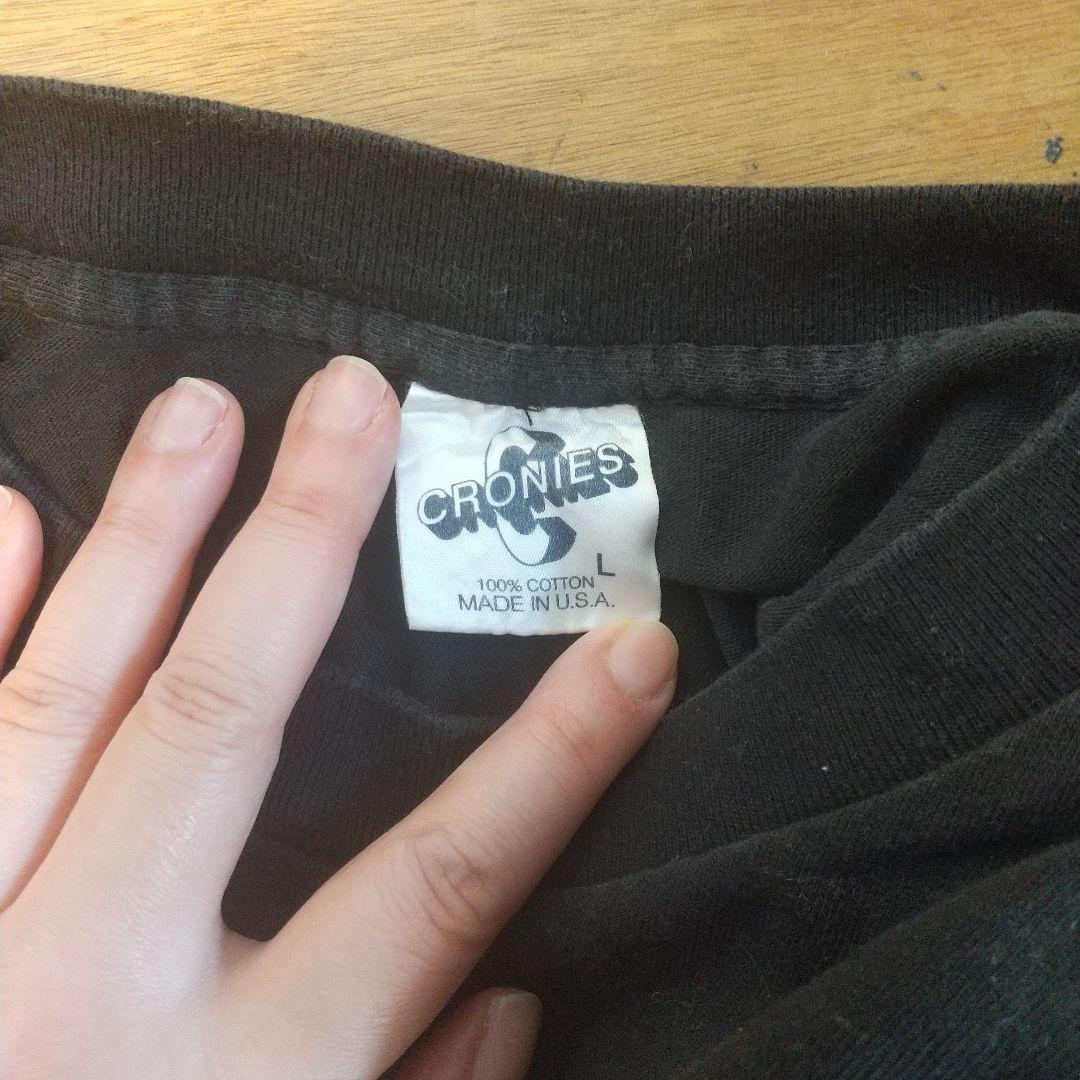 CRONIES
L
100% COTTON
MADE IN U.S.A.